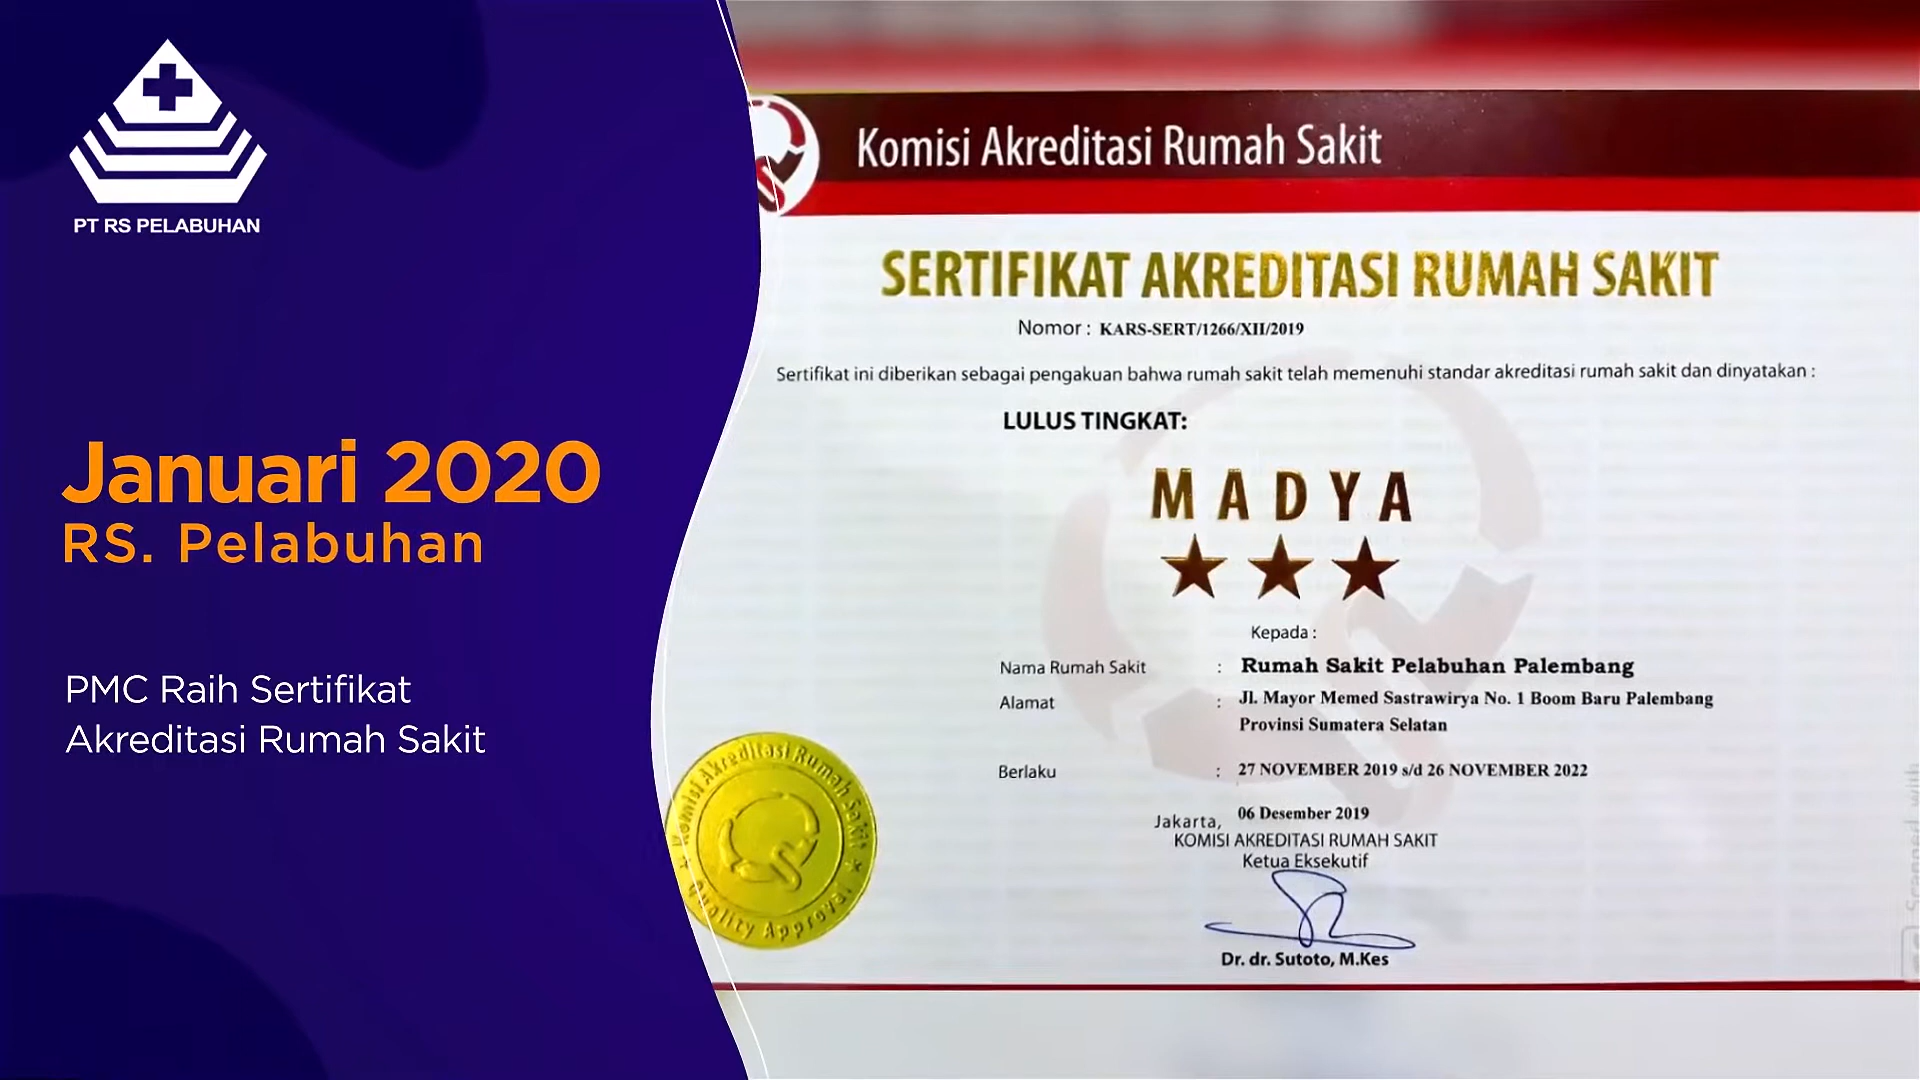 PT RS PELABUHAN
Januari 2020
RS. Pelabuhan
PMC Raih Sertifikat
Akreditasi Rumah Sakit
Komisi Akreditasi Rumah Sakit
SERTIFIKAT AKREDITASI RUMAH SAKIT
Nomor : KARS-SERT/1266/XII/2019
Sertifikat ini diberikan sebagai pengakuan bahwa rumah sakit telah memenuhi standar akreditasi rumah sakit dan dinyatakan :
LULUS TINGKAT:
MADYA
Kepada :
Nama Rumah Sakit : Rumah Sakit Pelabuhan Palembang
Alamat : Jl. Mayor Memed Sastrawirya No. 1 Boom Baru Palembang
Provinsi Sumatera Selatan
Berlaku : 27 NOVEMBER 2019 s/d 26 NOVEMBER 2022
Jakarta, 06 Desember 2019
KOMISI AKREDITASI RUMAH SAKIT
Ketua Eksekutif
Dr. dr. Sutoto, M.Kes
Komisi Akreditasi Rumah Sakit
Quality Approval
Scanned with